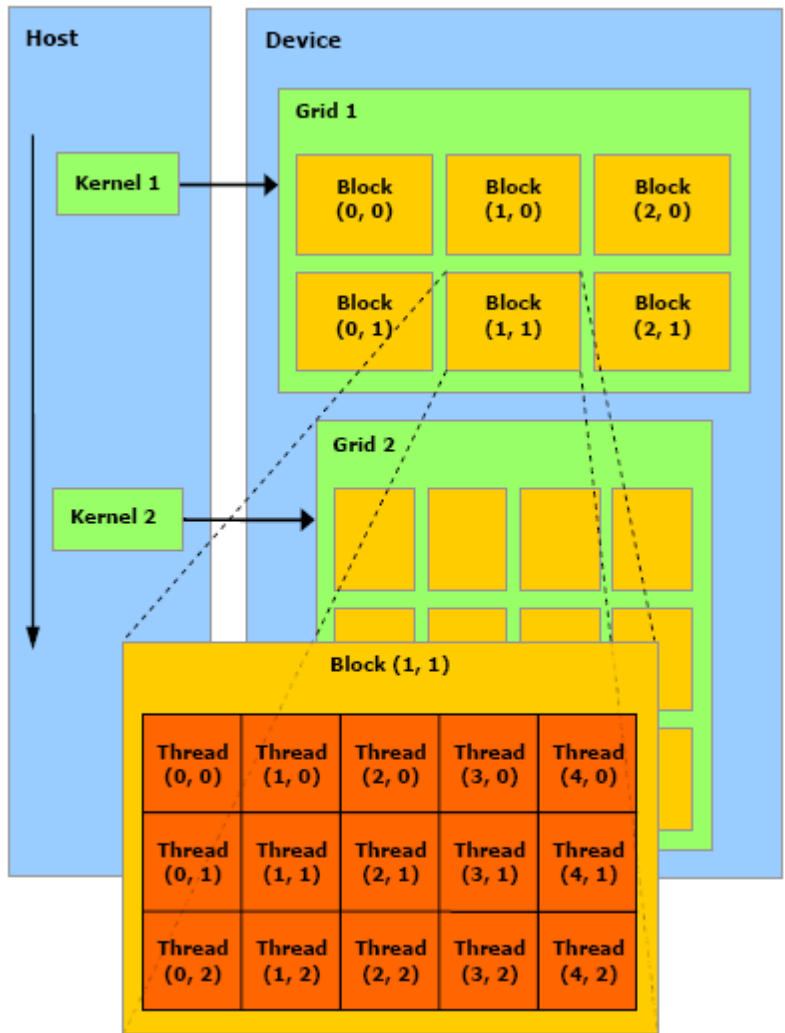 Host
Device
Grid 1
Kernel 1
Block Block Block
(0, 0) (1, 0) (2, 0)
Block Block Block
(0, 1) (1, 1) (2, 1)
Grid 2
Kernel 2
Block (1, 1)
Thread Thread Thread Thread Thread
(0, 0) (1, 0) (2, 0) (3, 0) (4, 0)
Thread Thread Thread Thread Thread
(0, 1) (1, 1) (2, 1) (3, 1) (4, 1)
Thread Thread Thread Thread Thread
(0, 2) (1, 2) (2, 2) (3, 2) (4, 2)